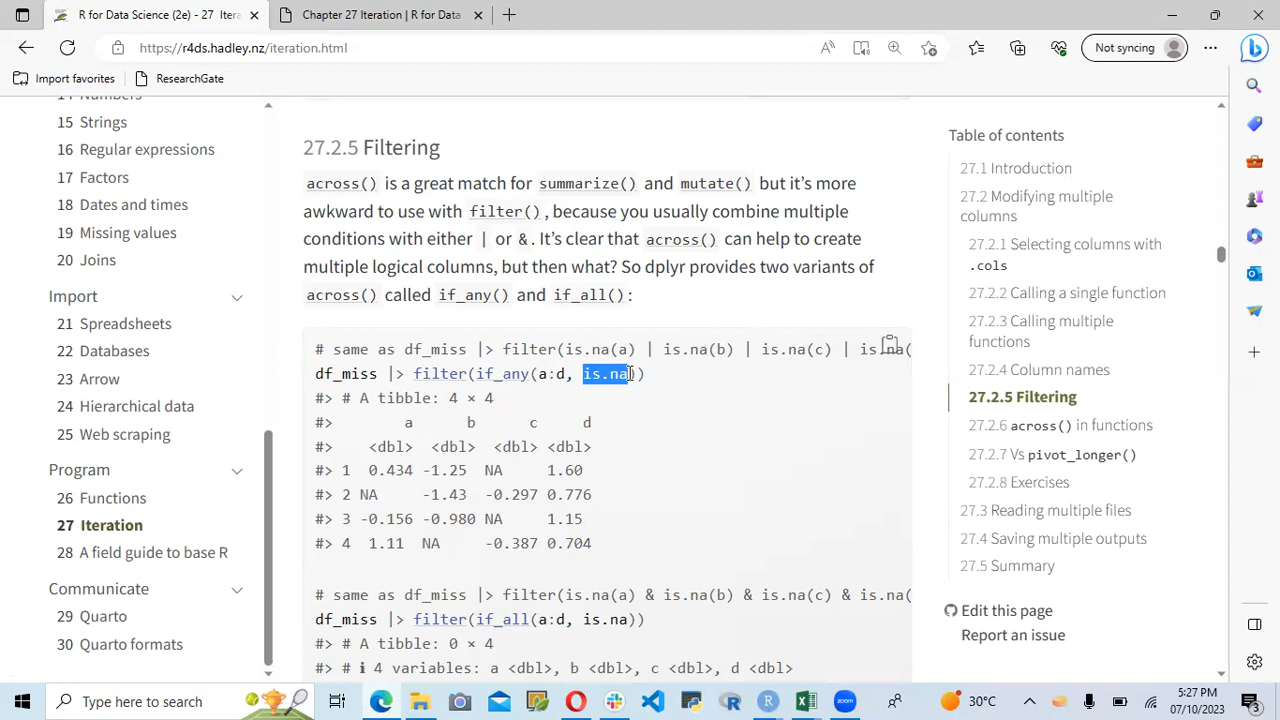 R for Data Science (2e) - 27 Itera
Chapter 27 Iteration | R for Data
https://r4ds.hadley.nz/iteration.html
Not syncing
Import favorites
ResearchGate
14 Numbers
15 Strings
16 Regular expressions
17 Factors
18 Dates and times
19 Missing values
20 Joins
Import
21 Spreadsheets
22 Databases
23 Arrow
24 Hierarchical data
25 Web scraping
Program
26 Functions
27 Iteration
28 A field guide to base R
Communicate
29 Quarto
30 Quarto formats
27.2.5 Filtering
across() is a great match for summarize() and mutate() but it's more
awkward to use with filter(), because you usually combine multiple
conditions with either | or &. It's clear that across() can help to create
multiple logical columns, but then what? So dplyr provides two variants of
across() called if_any() and if_all():
# same as df_miss |> filter(is.na(a) | is.na(b) | is.na(c) | is.na(
df_miss |> filter(if_any(a:d, is.na))
#> # A tibble: 4 × 4
#> a b c d
#> <dbl> <dbl> <dbl> <dbl>
#> 1 0.434 -1.25 NA 1.60
#> 2 NA -1.43 -0.297 0.776
#> 3 -0.156 -0.980 NA 1.15
#> 4 1.11 NA -0.387 0.704
# same as df_miss |> filter(is.na(a) & is.na(b) & is.na(c) & is.na(
df_miss |> filter(if_all(a:d, is.na))
#> # A tibble: 0 × 4
#> # ℹ 4 variables: a <dbl>, b <dbl>, c <dbl>, d <dbl>
Table of contents
27.1 Introduction
27.2 Modifying multiple
columns
27.2.1 Selecting columns with
.cols
27.2.2 Calling a single function
27.2.3 Calling multiple
functions
27.2.4 Column names
27.2.5 Filtering
27.2.6 across() in functions
27.2.7 Vs pivot_longer()
27.2.8 Exercises
27.3 Reading multiple files
27.4 Saving multiple outputs
27.5 Summary
Edit this page
Report an issue
Type here to search
30°C
5:27 PM
07/10/2023
3